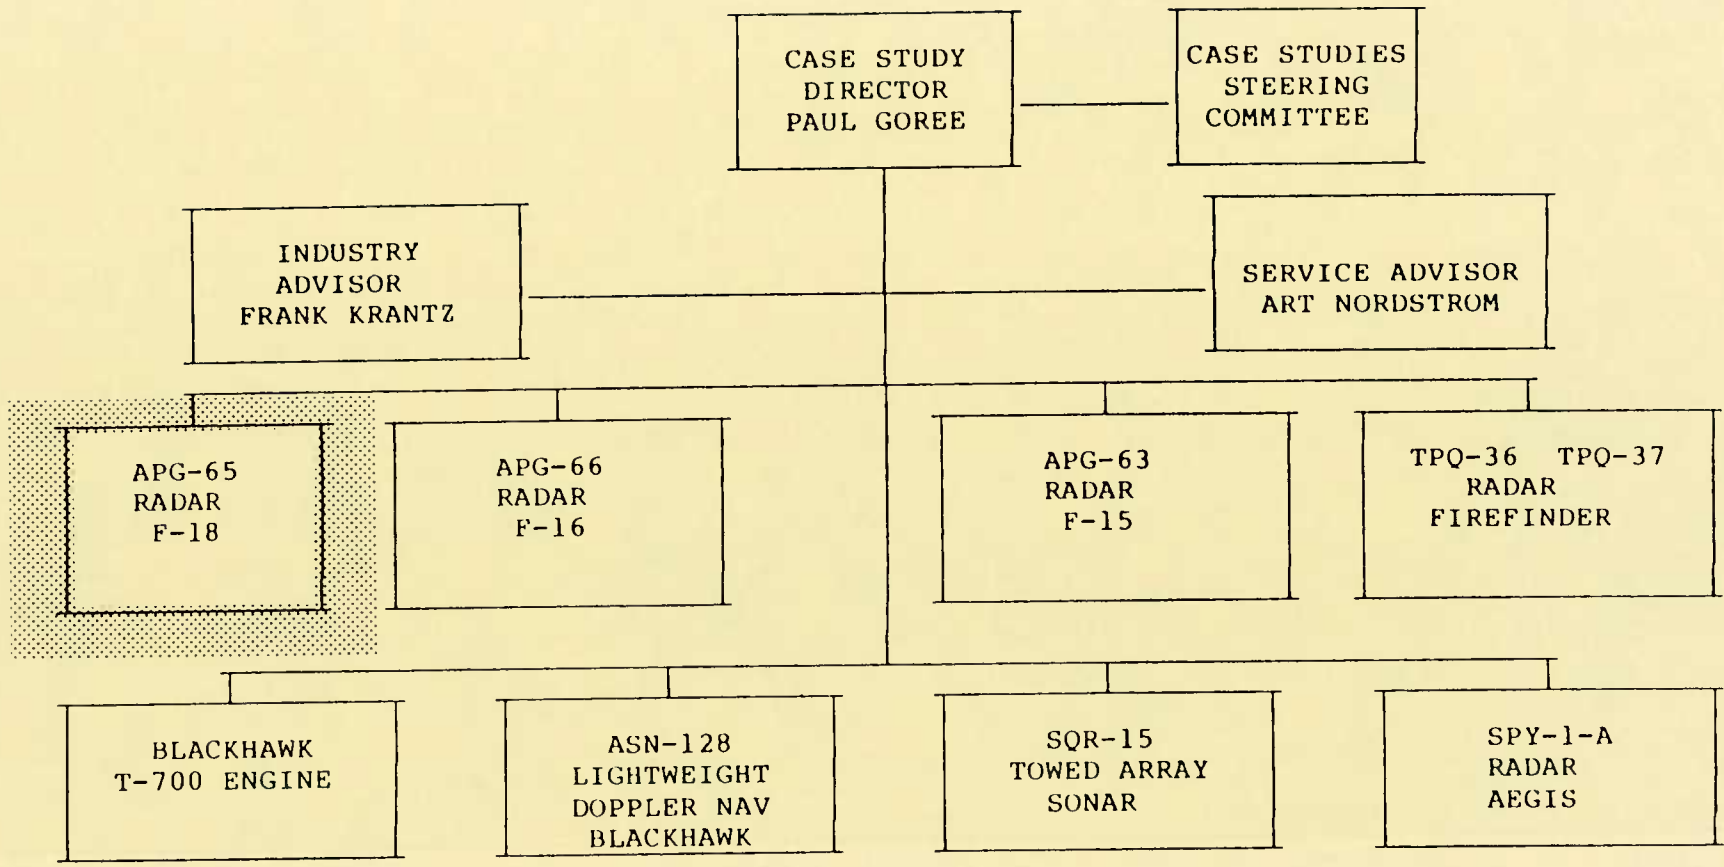 CASE STUDY
DIRECTOR
PAUL GOREE
CASE STUDIES
STEERING
COMMITTEE
INDUSTRY
ADVISOR
FRANK KRANTZ
SERVICE ADVISOR
ART NORDSTROM
APG-65
RADAR
F-18
APG-66
RADAR
F-16
APG-63
RADAR
F-15
TPQ-36 TPQ-37
RADAR
FIREFINDER
BLACKHAWK
T-700 ENGINE
ASN-128
LIGHTWEIGHT
DOPPLER NAV
BLACKHAWK
SQR-15
TOWED ARRAY
SONAR
SPY-1-A
RADAR
AEGIS